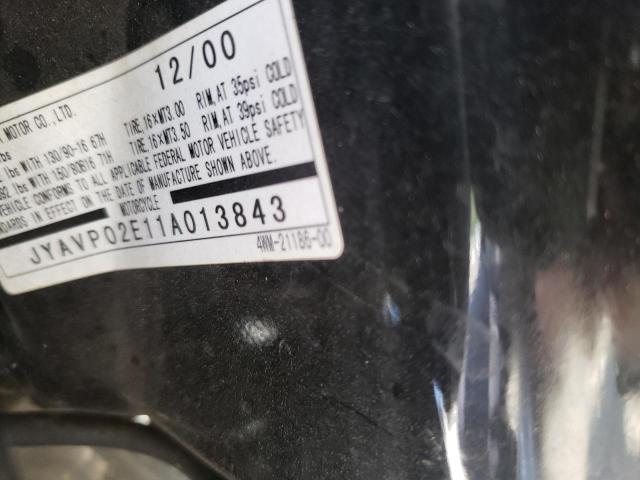 12/00
MOTOR CO.,LTD.
lbs
lbs WITH 130/90-16 67H TIRE,16×MT3.00 RIM,AT 35psi COLD
lbs WITH 150/80B16 71H TIRE,16×MT3.50 RIM,AT 39psi COLD
VEHICLE CONFORMS TO ALL APPLICABLE FEDERAL MOTOR VEHICLE SAFETY
IN EFFECT ON THE DATE OF MANUFACTURE SHOWN ABOVE.
MOTORCYCLE
JYAVP02E11A013843
4WM-21186-00